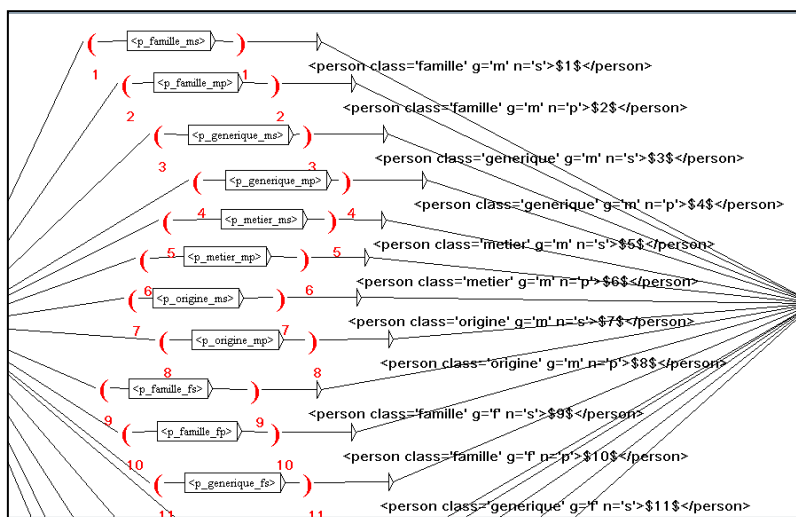 ( <p_famille_ms> )
<person class='famille' g='m' n='s'>$1$</person>
1 ( <p_famille_mp> 1 )
<person class='famille' g='m' n='p'>$2$</person>
2 ( <p_generique_ms> 2 )
<person class='generique' g='m' n='s'>$3$</person>
3 ( <p_generique_mp> 3 )
<person class='generique' g='m' n='p'>$4$</person>
( 4 <p_metier_ms> ) 4
<person class='metier' g='m' n='s'>$5$</person>
( 5 <p_metier_mp> ) 5
<person class='metier' g='m' n='p'>$6$</person>
( 6 <p_origine_ms> ) 6
<person class='origine' g='m' n='s'>$7$</person>
7 ( <p_origine_mp> 7 )
<person class='origine' g='m' n='p'>$8$</person>
( 8 <p_famille_fs> ) 8
<person class='famille' g='f' n='s'>$9$</person>
9 ( <p_famille_fp> 9 )
<person class='famille' g='f' n='p'>$10$</person>
10 ( <p_generique_fs> 10 )
<person class='generique' g='f' n='s'>$11$</person>
11 11